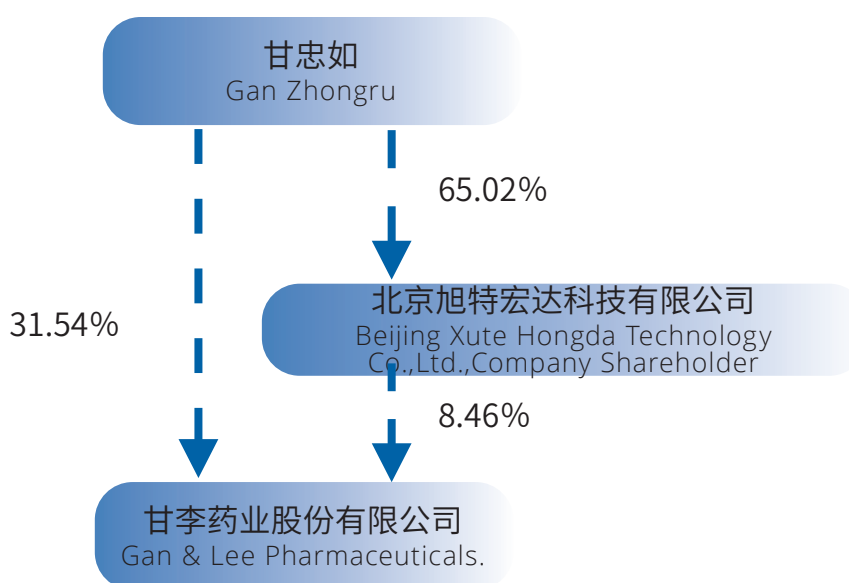 甘忠如
Gan Zhongru
65.02%
北京旭特宏达科技有限公司
Beijing Xute Hongda Technology
Co.,Ltd.,Company Shareholder
31.54%
8.46%
甘李药业股份有限公司
Gan & Lee Pharmaceuticals.